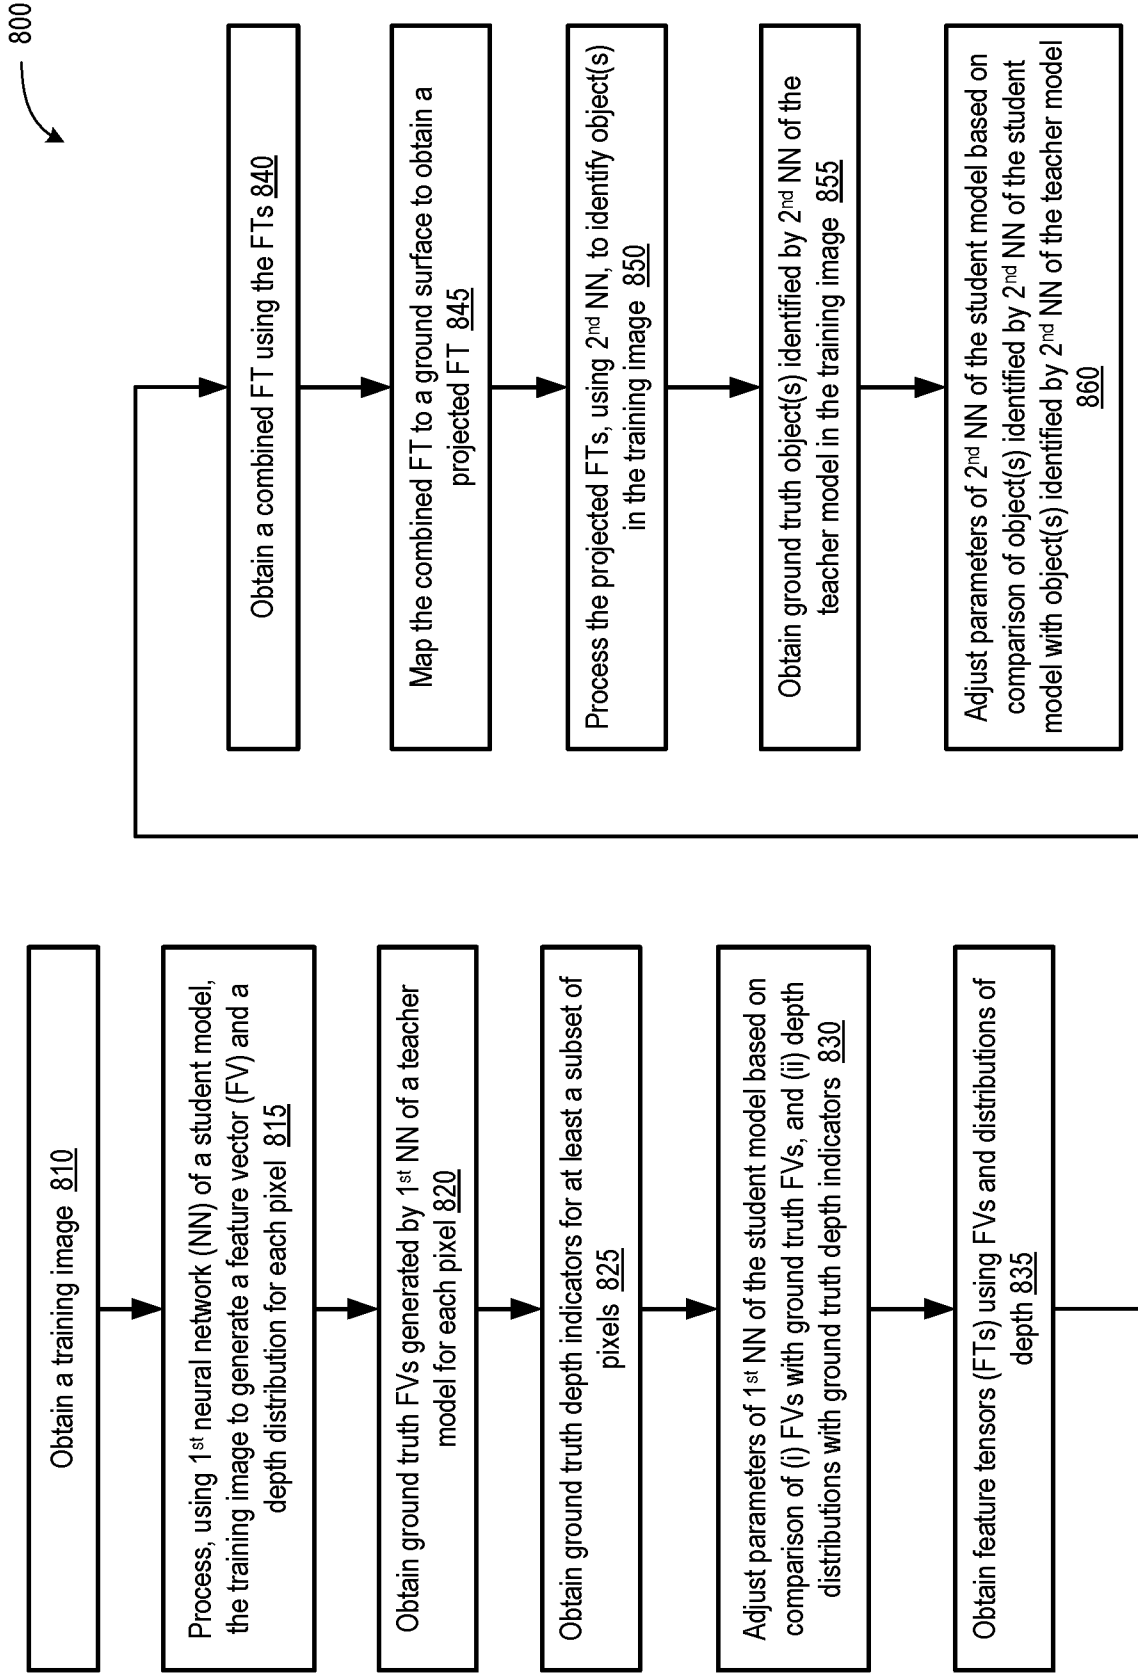 800
Obtain a training image 810
Process, using 1st neural network (NN) of a student model,
the training image to generate a feature vector (FV) and a
depth distribution for each pixel 815
Obtain ground truth FVs generated by 1st NN of a teacher
model for each pixel 820
Obtain ground truth depth indicators for at least a subset of
pixels 825
Adjust parameters of 1st NN of the student model based on
comparison of (i) FVs with ground truth FVs, and (ii) depth
distributions with ground truth depth indicators 830
Obtain feature tensors (FTs) using FVs and distributions of
depth 835
Obtain a combined FT using the FTs 840
Map the combined FT to a ground surface to obtain a
projected FT 845
Process the projected FTs, using 2nd NN, to identify object(s)
in the training image 850
Obtain ground truth object(s) identified by 2nd NN of the
teacher model in the training image 855
Adjust parameters of 2nd NN of the student model based on
comparison of object(s) identified by 2nd NN of the student
model with object(s) identified by 2nd NN of the teacher model
860